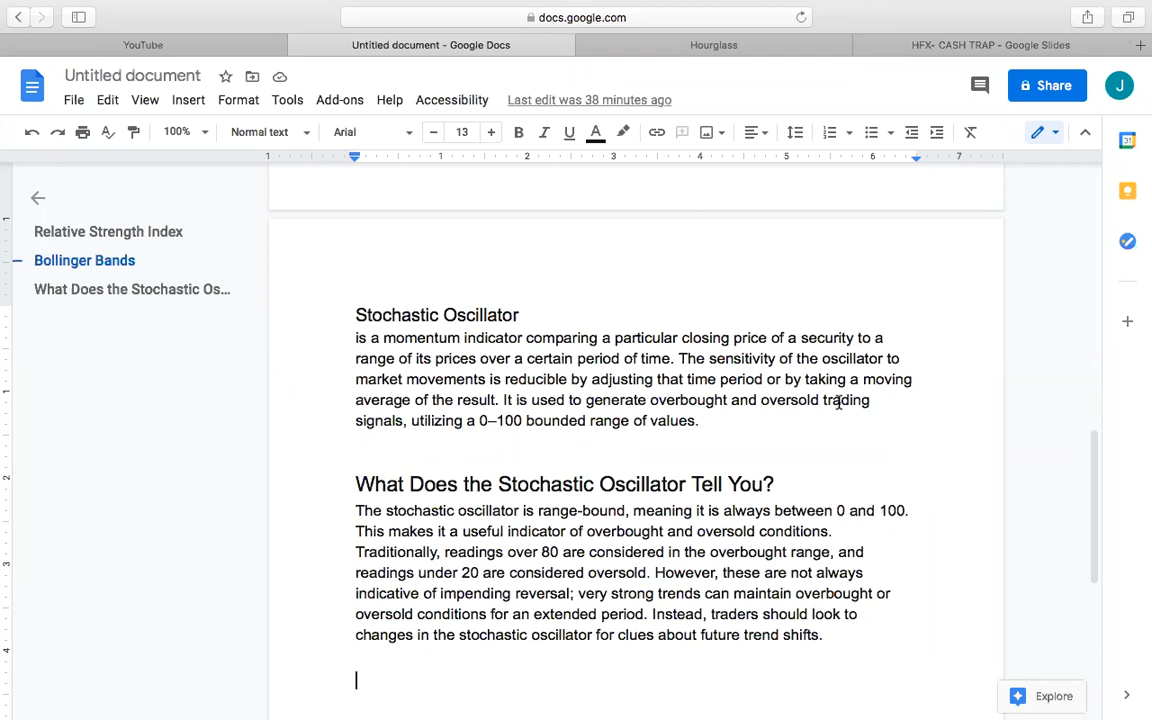 docs.google.com
YouTube
Untitled document - Google Docs
Hourglass
HFX- CASH TRAP - Google Slides
Untitled document
File Edit View Insert Format Tools Add-ons Help Accessibility Last edit was 38 minutes ago
Share
J
100% Normal text Arial 13
1 1 2 3 4 5 6 7
Relative Strength Index
Bollinger Bands
What Does the Stochastic Os...
Stochastic Oscillator
is a momentum indicator comparing a particular closing price of a security to a
range of its prices over a certain period of time. The sensitivity of the oscillator to
market movements is reducible by adjusting that time period or by taking a moving
average of the result. It is used to generate overbought and oversold trading
signals, utilizing a 0–100 bounded range of values.
What Does the Stochastic Oscillator Tell You?
The stochastic oscillator is range-bound, meaning it is always between 0 and 100.
This makes it a useful indicator of overbought and oversold conditions.
Traditionally, readings over 80 are considered in the overbought range, and
readings under 20 are considered oversold. However, these are not always
indicative of impending reversal; very strong trends can maintain overbought or
oversold conditions for an extended period. Instead, traders should look to
changes in the stochastic oscillator for clues about future trend shifts.
Explore